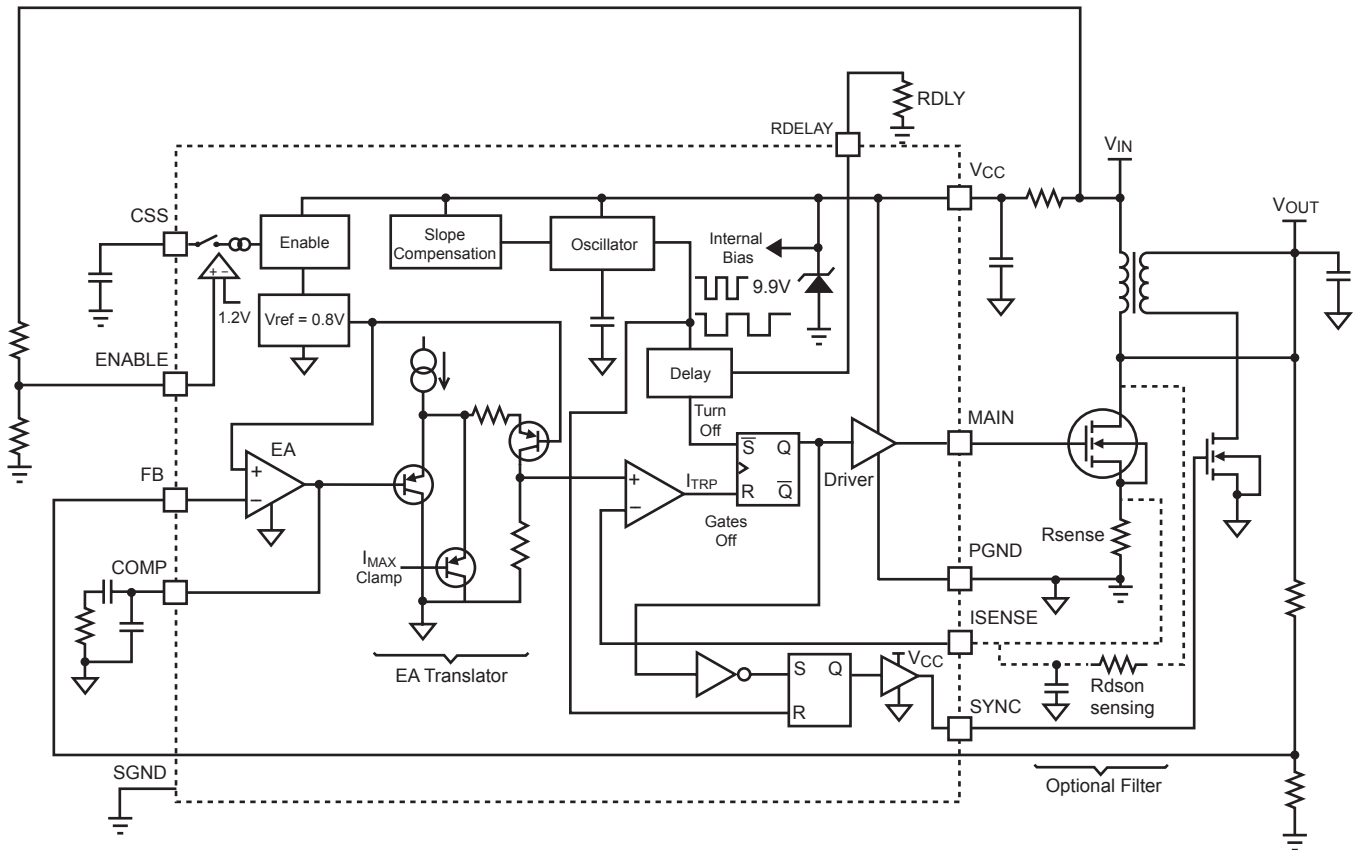 RDLY
RDELAY
VIN
VCC
VOUT
CSS
Enable
Slope
Compensation
Oscillator
Internal
Bias
9.9V
+ -
1.2V
Vref = 0.8V
ENABLE
Delay
Turn
Off
MAIN
EA
+
-
FB
S̅ Q
R Q̅
+
-
ITRP
Driver
Gates
Off
Rsense
PGND
IMAX
Clamp
COMP
ISENSE
EA Translator
S Q
R
VCC
Rdson
sensing
SYNC
SGND
Optional Filter